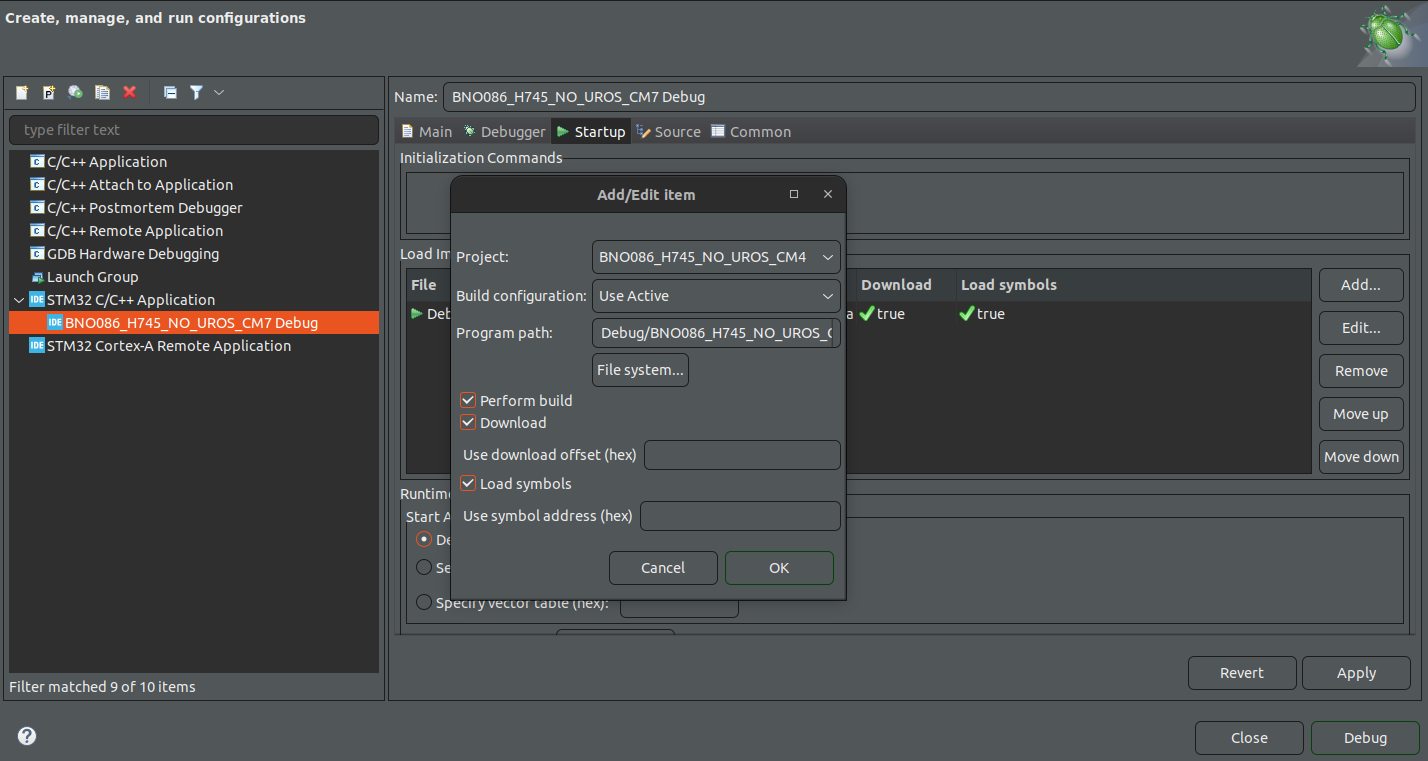 Create, manage, and run configurations
type filter text
C/C++ Application
C/C++ Attach to Application
C/C++ Postmortem Debugger
C/C++ Remote Application
GDB Hardware Debugging
Launch Group
IDE STM32 C/C++ Application
IDE BNO086_H745_NO_UROS_CM7 Debug
IDE STM32 Cortex-A Remote Application
Filter matched 9 of 10 items
Name: BNO086_H745_NO_UROS_CM7 Debug
Main Debugger Startup Source Common
Initialization Commands
Load Im
File Download Load symbols
Deb a true true
Add...
Edit...
Remove
Move up
Move down
Runtime
Start A
De
Se
Specify vector table (hex):
Add/Edit item
Project: BNO086_H745_NO_UROS_CM4
Build configuration: Use Active
Program path: Debug/BNO086_H745_NO_UROS_C
File system...
Perform build
Download
Use download offset (hex)
Load symbols
Use symbol address (hex)
Cancel OK
Revert Apply
? Close Debug